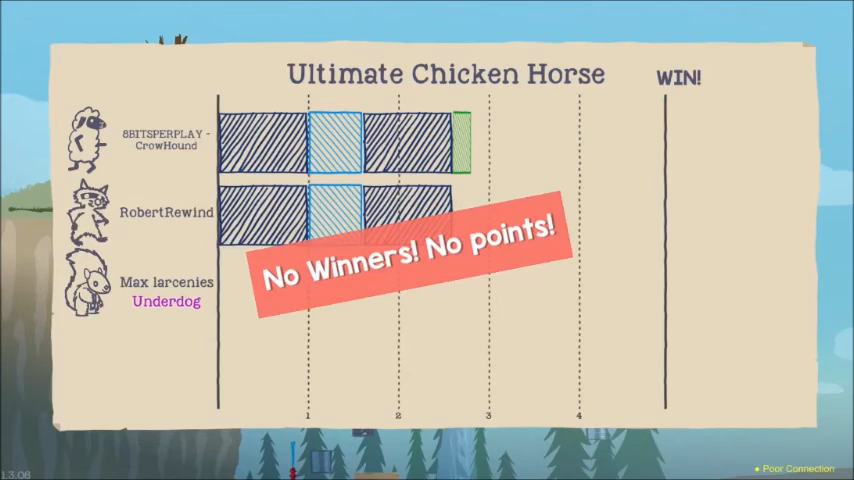 Ultimate Chicken Horse WIN!
8BITSPERPLAY -
CrowHound
RobertRewind
No Winners! No points!
Max larcenies
Underdog
1 2 3 4
1.3.06
Poor Connection